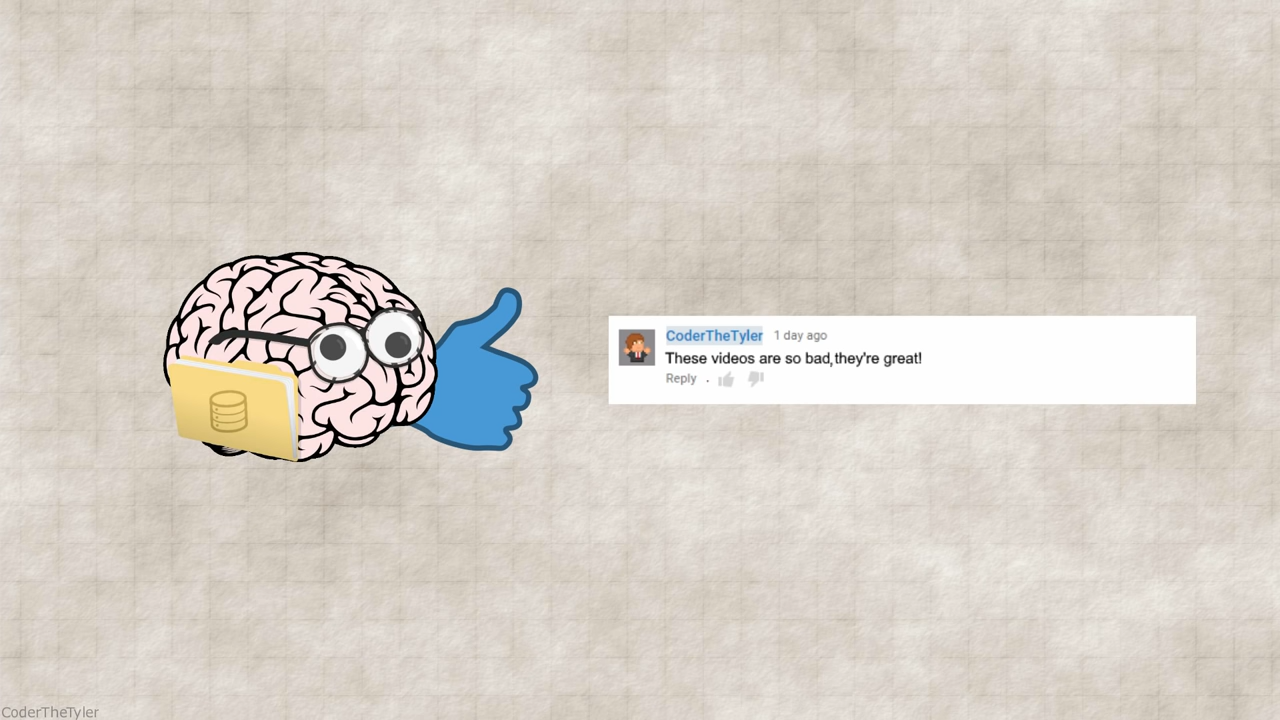 CoderTheTyler 1 day ago
These videos are so bad,they're great!
Reply .
CoderTheTyler